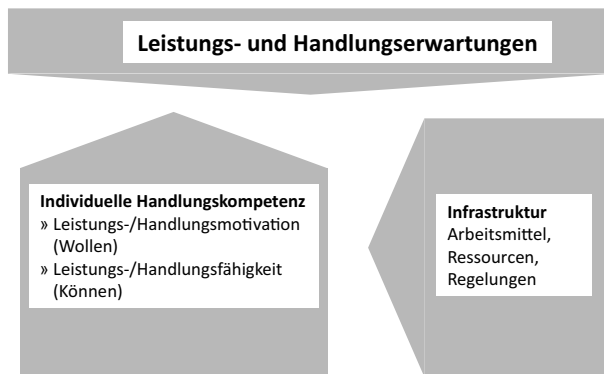 Leistungs- und Handlungserwartungen
Individuelle Handlungskompetenz
» Leistungs-/Handlungsmotivation
(Wollen)
» Leistungs-/Handlungsfähigkeit
(Können)
Infrastruktur
Arbeitsmittel,
Ressourcen,
Regelungen